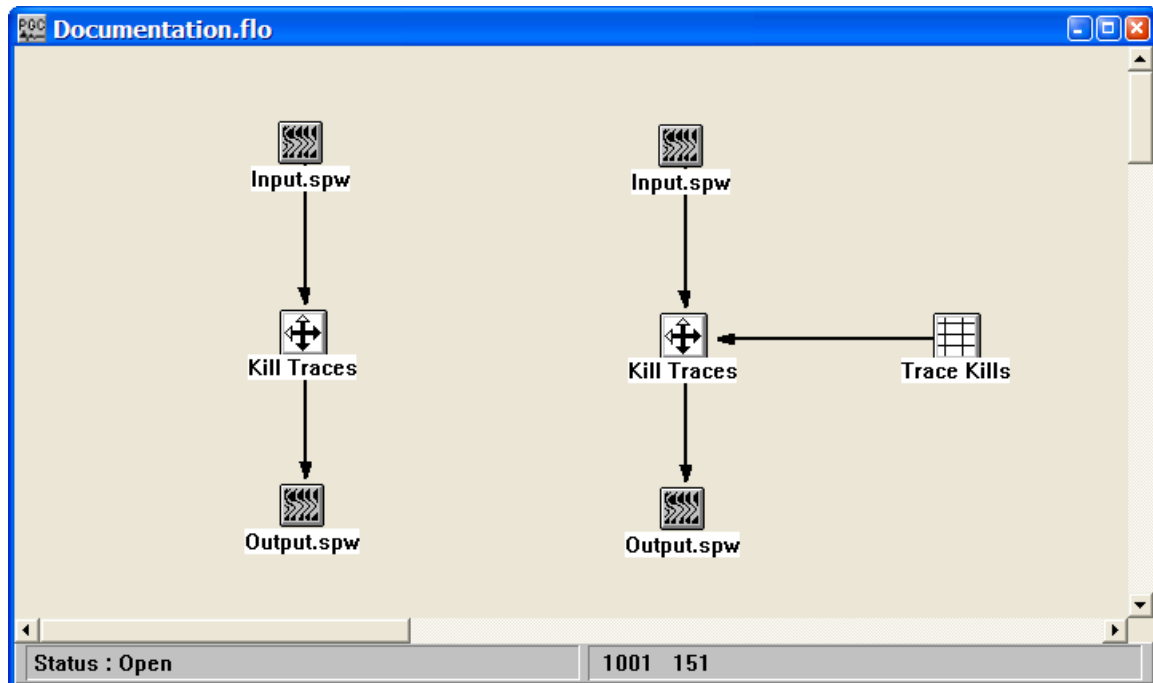 PGC
Documentation.flo
Input.spw
Input.spw
Kill Traces
Kill Traces
Trace Kills
Output.spw
Output.spw
Status : Open
1001 151